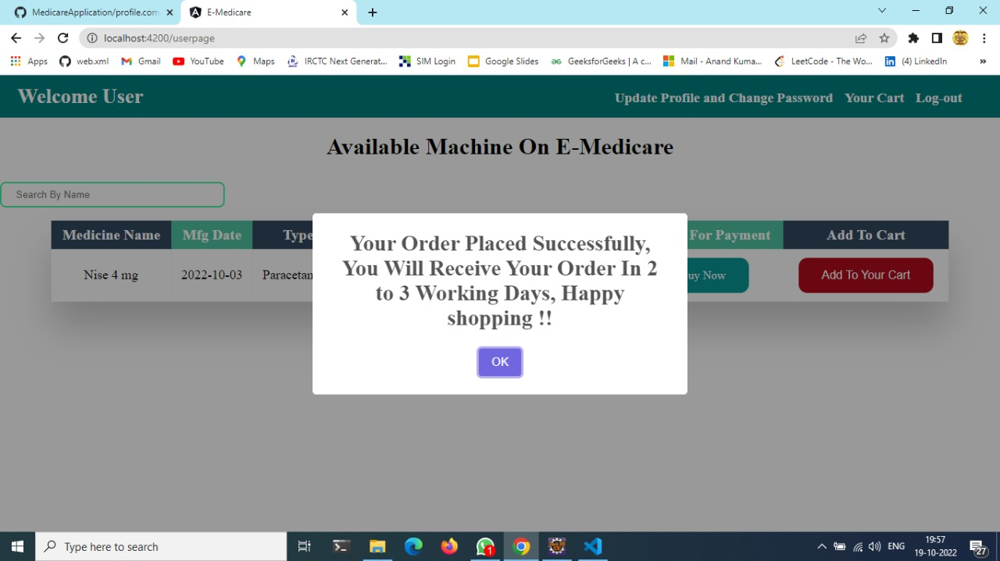 MedicareApplication/profile.com
E-Medicare
localhost:4200/userpage
Apps
web.xml
Gmail
YouTube
Maps
IRCTC Next Generat...
SIM Login
Google Slides
GeeksforGeeks | A c...
Mail - Anand Kuma...
LeetCode - The Wo...
(4) LinkedIn
»
Welcome User
Update Profile and Change Password
Your Cart
Log-out
Available Machine On E-Medicare
Search By Name
Medicine Name
Mfg Date
Type
For Payment
Add To Cart
Nise 4 mg
2022-10-03
Paracetam
uy Now
Add To Your Cart
Your Order Placed Successfully,
You Will Receive Your Order In 2
to 3 Working Days, Happy
shopping !!
OK
Type here to search
1
ENG
19:57
19-10-2022
27